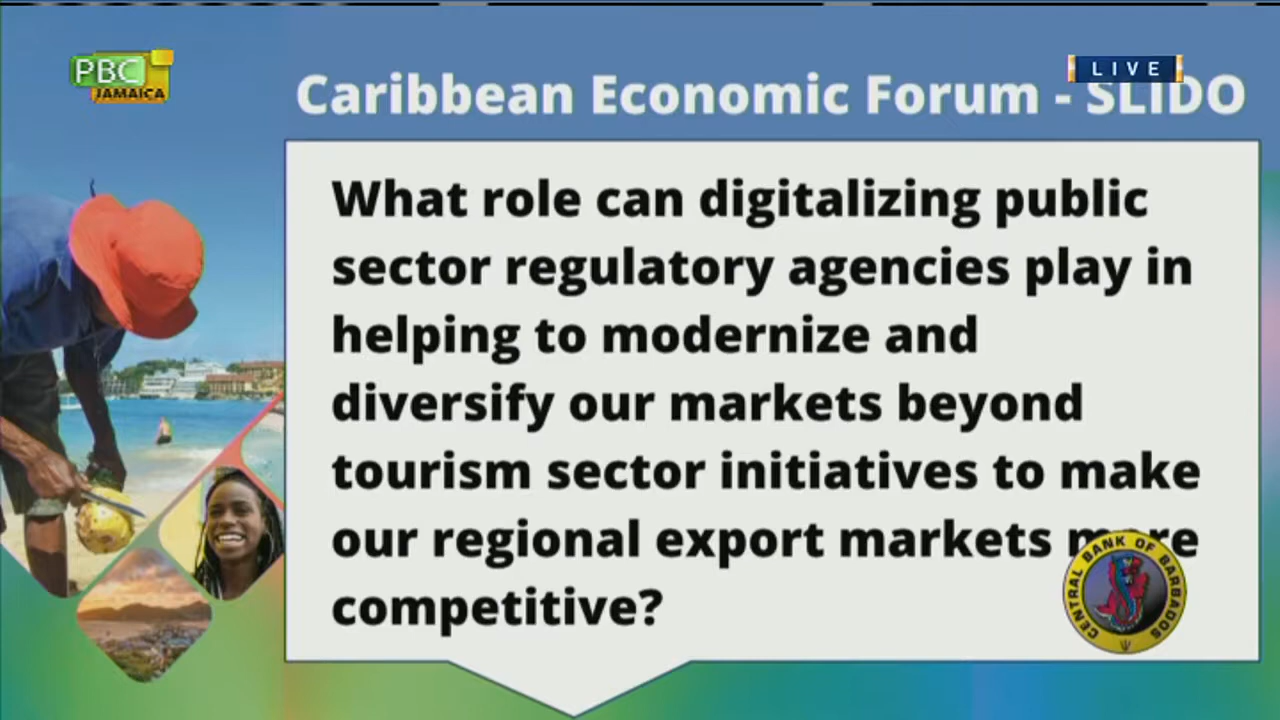 PBC
JAMAICA
LIVE
Caribbean Economic Forum - SLIDO
What role can digitalizing public
sector regulatory agencies play in
helping to modernize and
diversify our markets beyond
tourism sector initiatives to make
our regional export markets more
competitive?
CENTRAL BANK OF BARBADOS